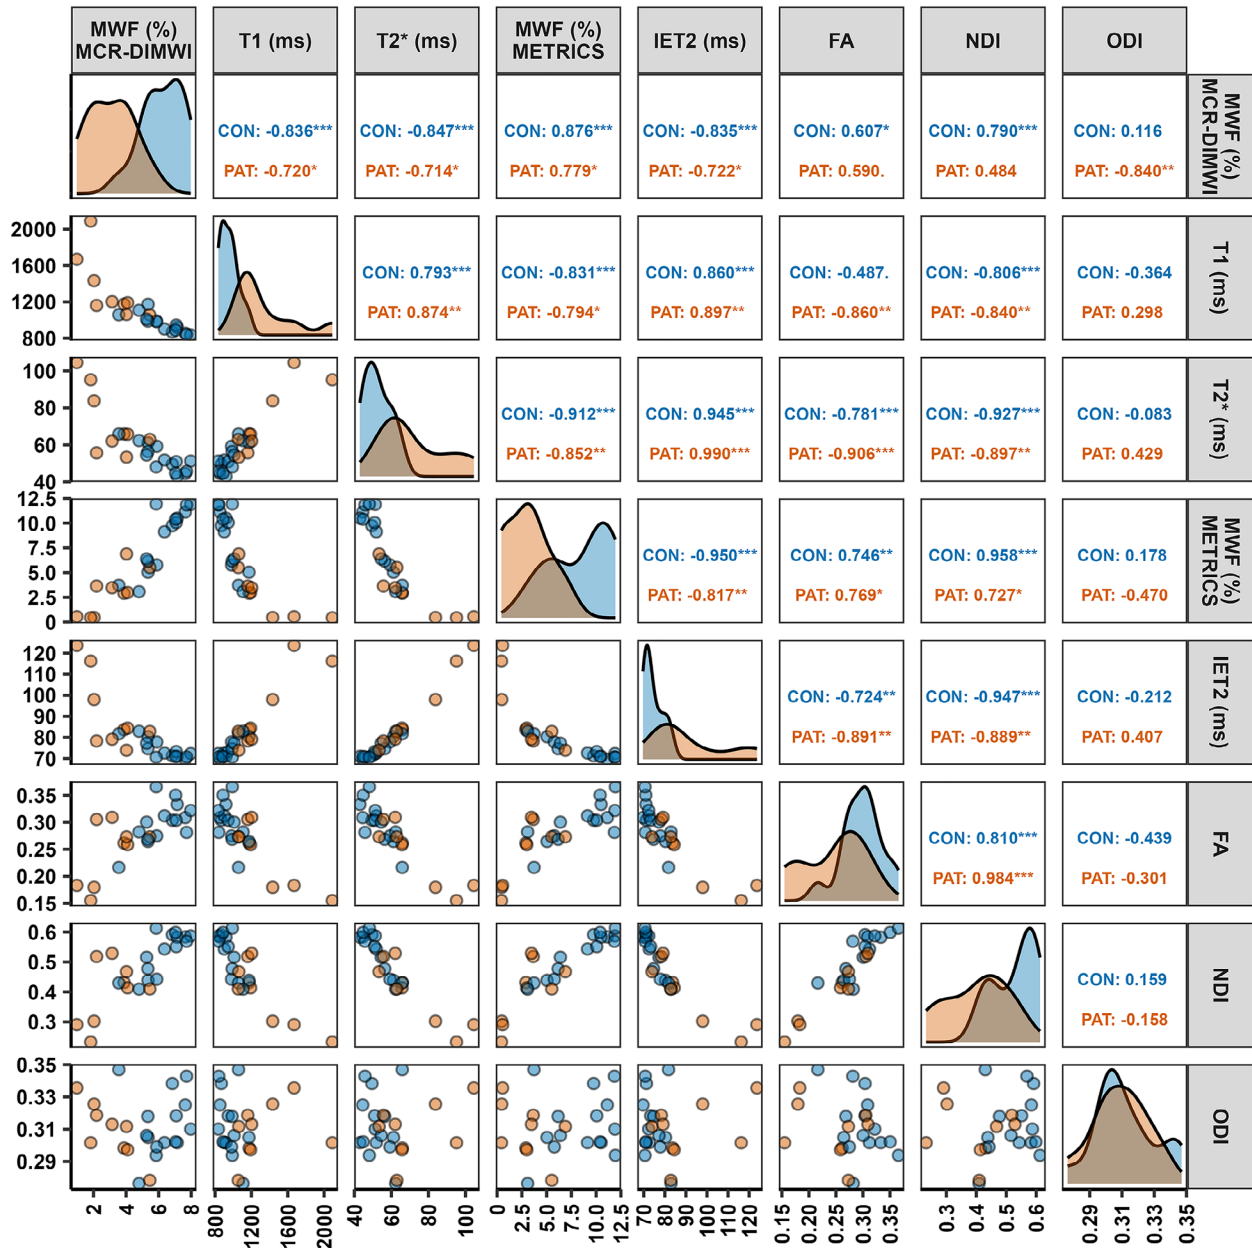 MWF (%)
MCR-DIMWI
T1 (ms)
T2* (ms)
MWF (%)
METRICS
IET2 (ms)
FA
NDI
ODI
CON: -0.836***
CON: -0.847***
CON: 0.876***
CON: -0.835***
CON: 0.607*
CON: 0.790***
CON: 0.116
PAT: -0.720*
PAT: -0.714*
PAT: 0.779*
PAT: -0.722*
PAT: 0.590.
PAT: 0.484
PAT: -0.840**
MWF (%)
MCR-DIMWI
2000
1600
1200
800
CON: 0.793***
CON: -0.831***
CON: 0.860***
CON: -0.487.
CON: -0.806***
CON: -0.364
PAT: 0.874**
PAT: -0.794*
PAT: 0.897**
PAT: -0.860**
PAT: -0.840**
PAT: 0.298
T1 (ms)
100
80
60
40
CON: -0.912***
CON: 0.945***
CON: -0.781***
CON: -0.927***
CON: -0.083
PAT: -0.852**
PAT: 0.990***
PAT: -0.906***
PAT: -0.897**
PAT: 0.429
T2* (ms)
12.5
10.0
7.5
5.0
2.5
0
CON: -0.950***
CON: 0.746**
CON: 0.958***
CON: 0.178
PAT: -0.817**
PAT: 0.769*
PAT: 0.727*
PAT: -0.470
MWF (%)
METRICS
120
110
100
90
80
70
CON: -0.724**
CON: -0.947***
CON: -0.212
PAT: -0.891**
PAT: -0.889**
PAT: 0.407
IET2 (ms)
0.35
0.30
0.25
0.20
0.15
CON: 0.810***
CON: -0.439
PAT: 0.984***
PAT: -0.301
FA
0.6
0.5
0.4
0.3
CON: 0.159
PAT: -0.158
NDI
0.35
0.33
0.31
0.29
ODI
2 4 6 8
800 1200 1600 2000
40 60 80 100
0 2.5 5.0 7.5 10.0 12.5
70 80 90 100 110 120
0.15 0.20 0.25 0.30 0.35
0.3 0.4 0.5 0.6
0.29 0.31 0.33 0.35